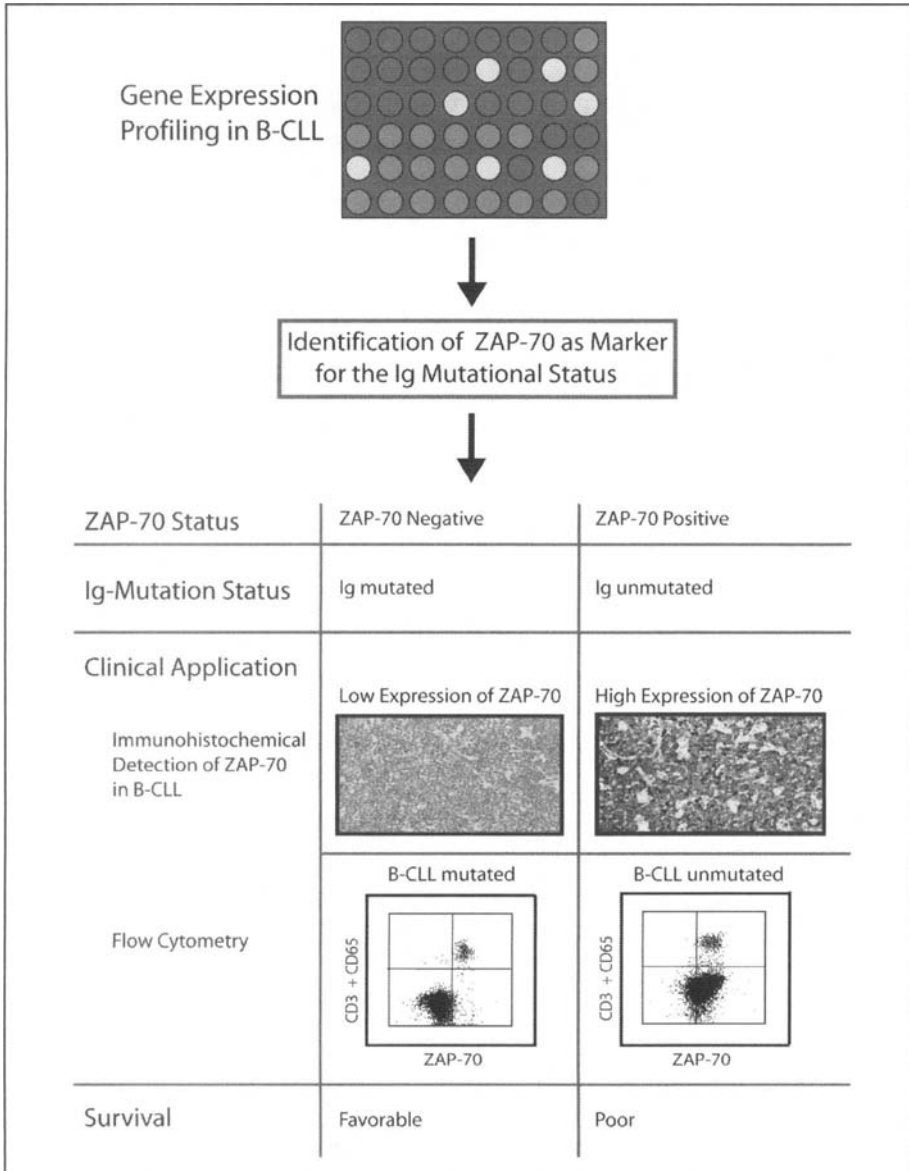 Gene Expression
Profiling in B-CLL
Identification of ZAP-70 as Marker
for the Ig Mutational Status
ZAP-70 Status
ZAP-70 Negative
ZAP-70 Positive
Ig-Mutation Status
Ig mutated
Ig unmutated
Clinical Application
Low Expression of ZAP-70
High Expression of ZAP-70
Immunohistochemical
Detection of ZAP-70
in B-CLL
B-CLL mutated
B-CLL unmutated
Flow Cytometry
CD3 + CD65
ZAP-70
CD3 + CD65
ZAP-70
Survival
Favorable
Poor